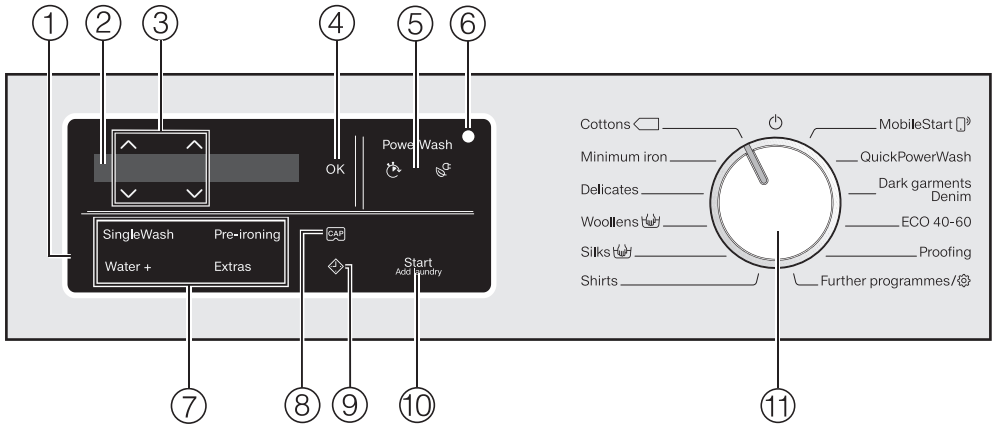 ① ② ③ ④ ⑤ ⑥
PowerWash
OK
SingleWash Pre-ironing
CAP
Water + Extras
Start
Add laundry
Cottons
Minimum iron
Delicates
Woollens
Silks
Shirts
MobileStart
QuickPowerWash
Dark garments
Denim
ECO 40-60
Proofing
Further programmes/
⑦ ⑧ ⑨ ⑩ ⑪